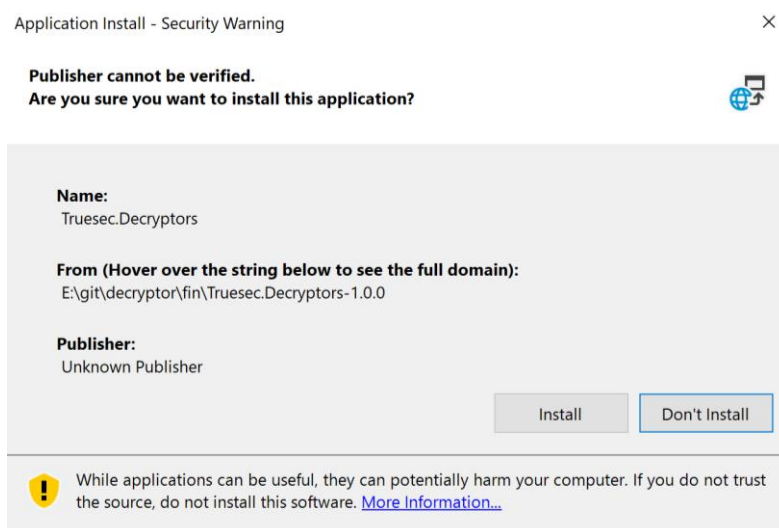 Application Install - Security Warning
Publisher cannot be verified.
Are you sure you want to install this application?
Name:
Truesec.Decryptors
From (Hover over the string below to see the full domain):
E:\git\decryptor\fin\Truesec.Decryptors-1.0.0
Publisher:
Unknown Publisher
Install
Don't Install
While applications can be useful, they can potentially harm your computer. If you do not trust
the source, do not install this software. More Information...